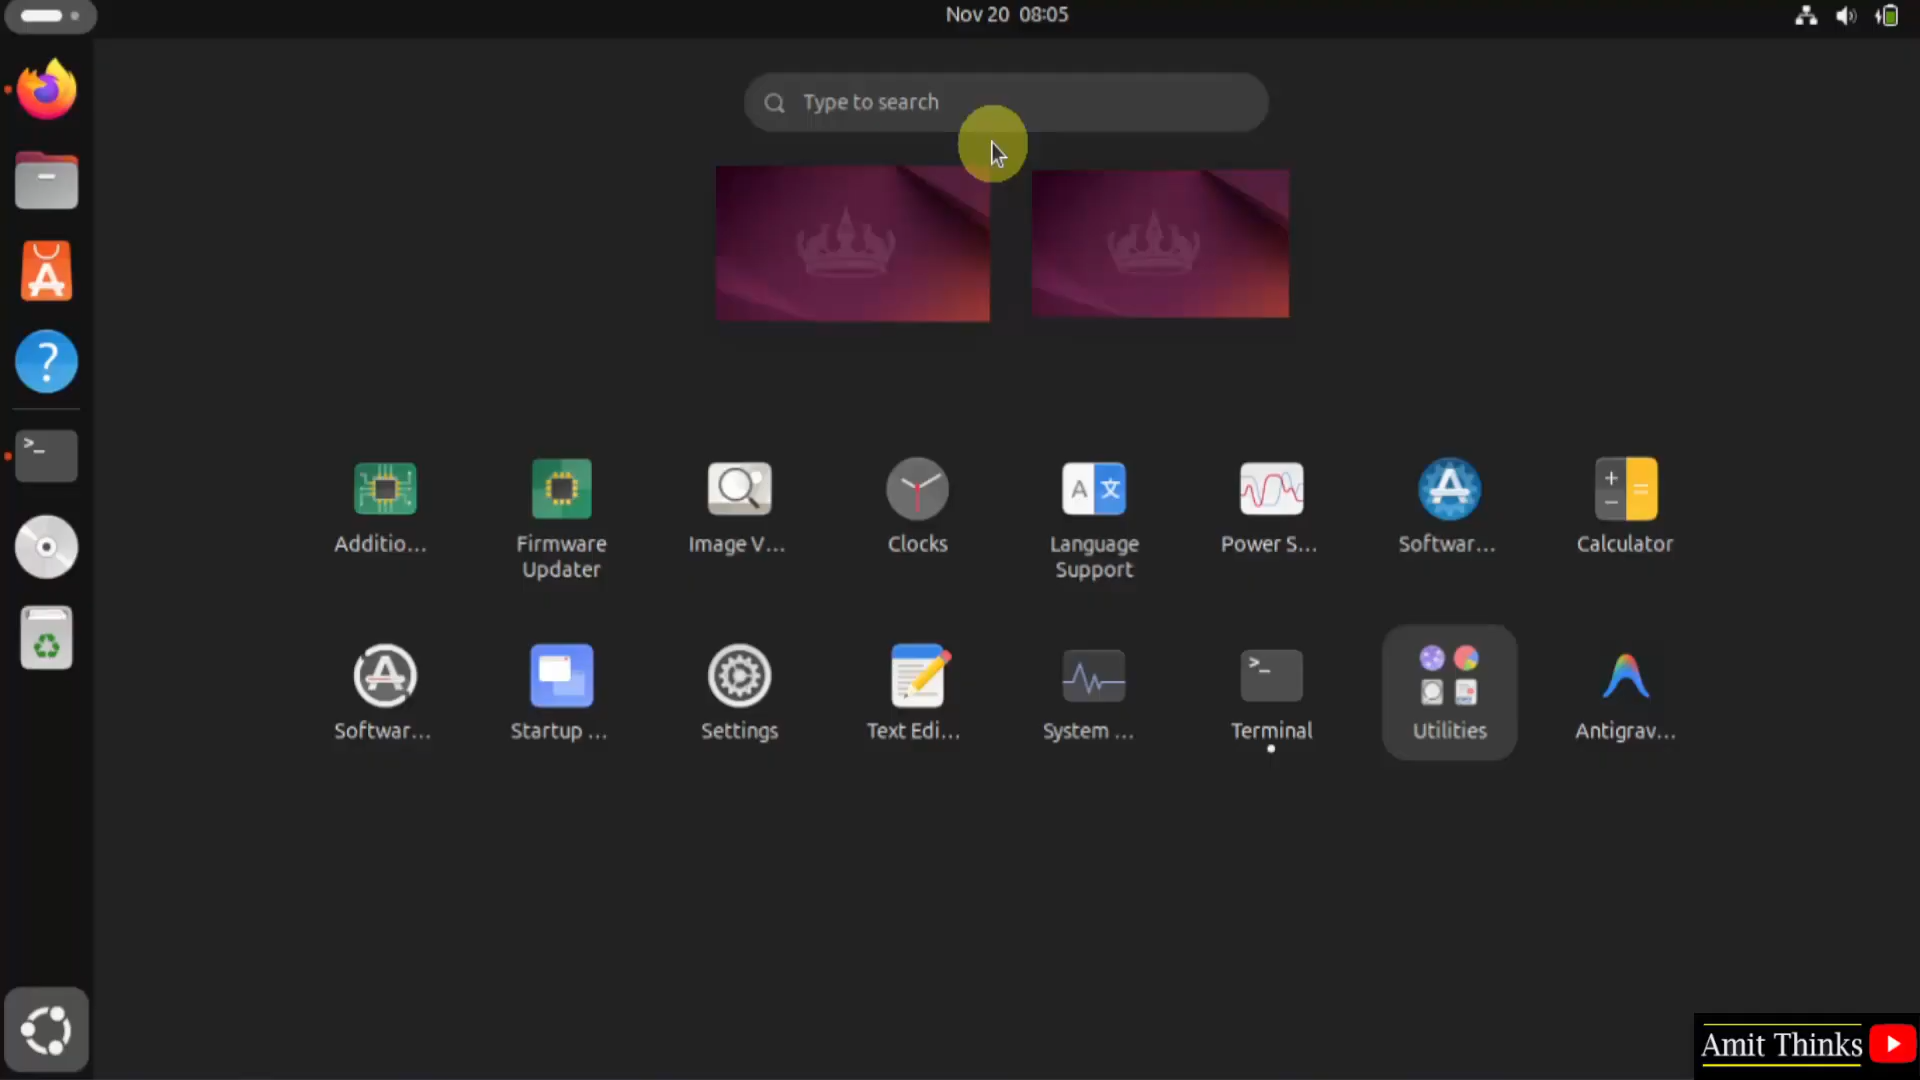 Nov 20 08:05
Type to search
Additio...
Firmware
Updater
Image V...
Clocks
Language
Support
Power S...
Softwar...
Calculator
Softwar...
Startup ...
Settings
Text Edi...
System ...
Terminal
Utilities
Antigrav...
Amit Thinks